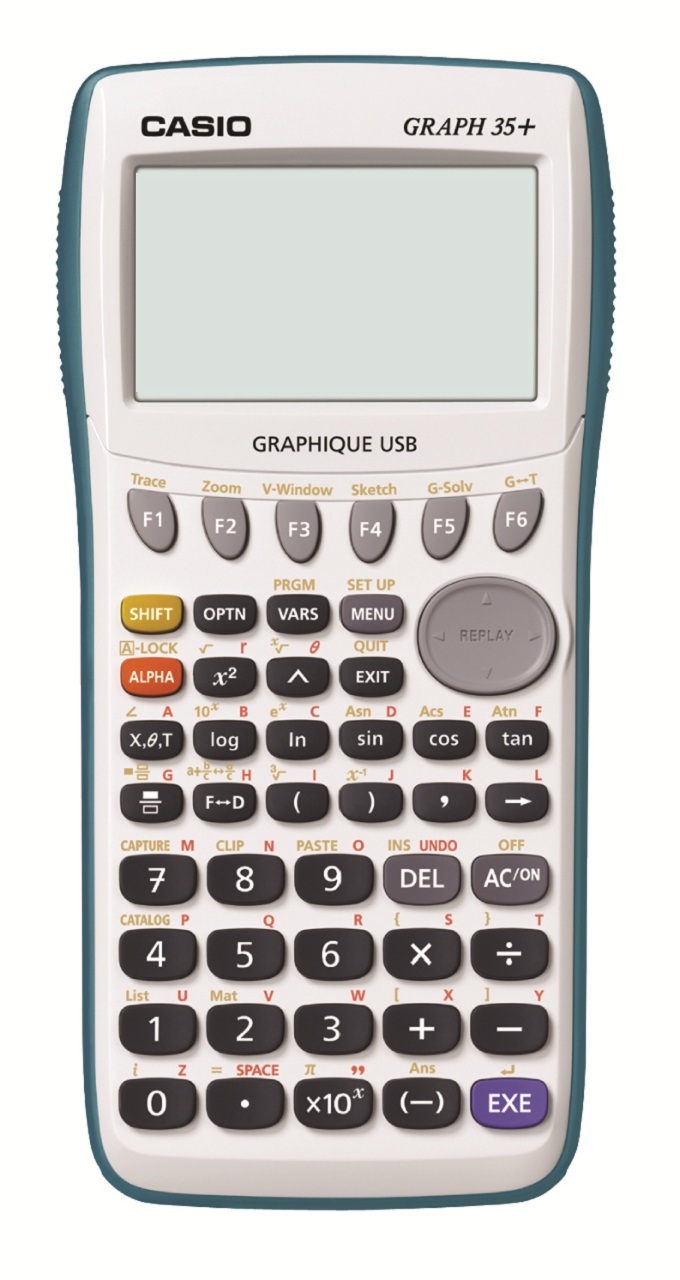 CASIO GRAPH 35+
GRAPHIQUE USB
Trace Zoom V-Window Sketch G-Solv G↔T
F1 F2 F3 F4 F5 F6
PRGM SET UP
SHIFT OPTN VARS MENU
REPLAY
A-LOCK √ r ˣ√ θ QUIT
ALPHA x² ^ EXIT
∠ A 10ˣ B eˣ C Asn D Acs E Atn F
X,θ,T log ln sin cos tan
G a+b/c↔d/c H ³√ I x⁻¹ J K L
F↔D ( ) , →
CAPTURE M CLIP N PASTE O INS UNDO OFF
7 8 9 DEL AC/ON
CATALOG P Q R { S } T
4 5 6 × ÷
List U Mat V W [ X ] Y
1 2 3 + −
i Z = SPACE π " Ans ↵
0 • ×10ˣ (−) EXE